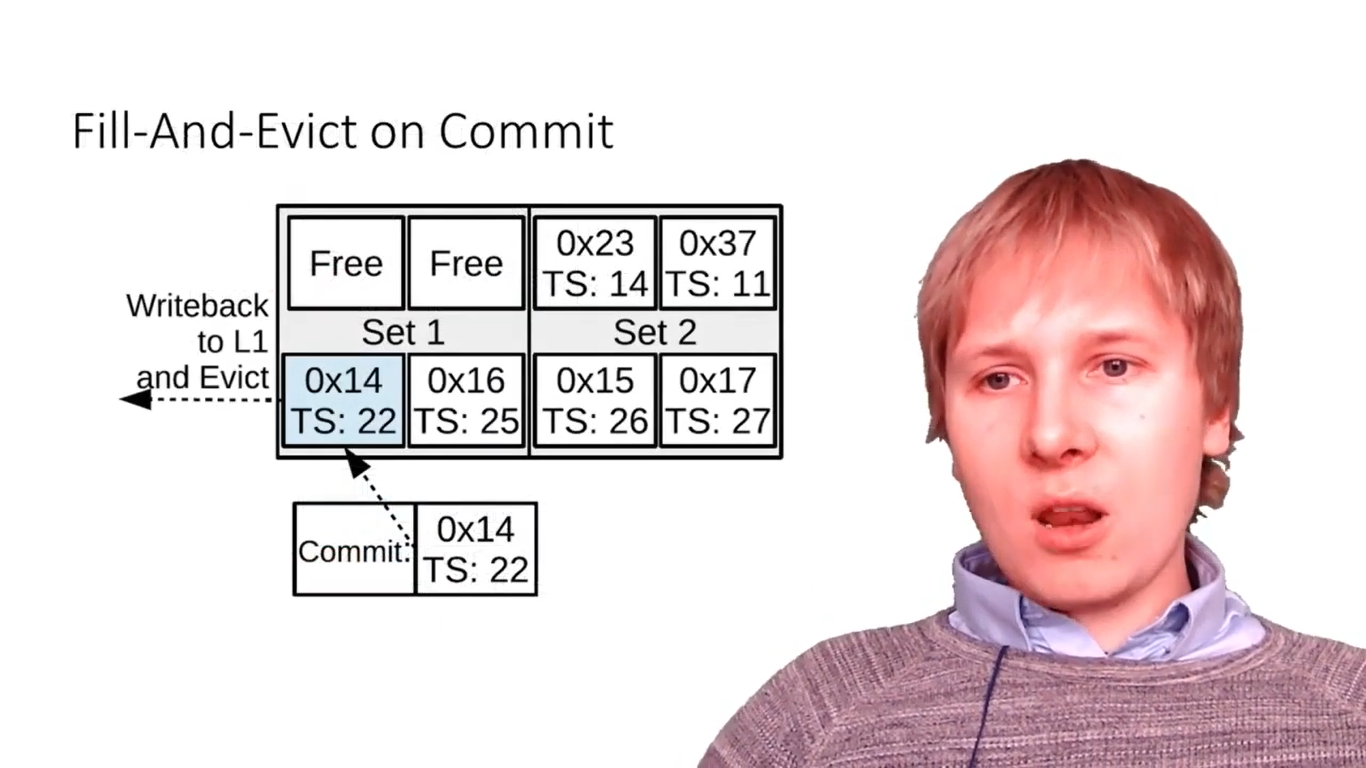 Fill-And-Evict on Commit
Free
Free
0x23
TS: 14
0x37
TS: 11
Writeback
to L1
and Evict
Set 1
Set 2
0x14
TS: 22
0x16
TS: 25
0x15
TS: 26
0x17
TS: 27
Commit:
0x14
TS: 22